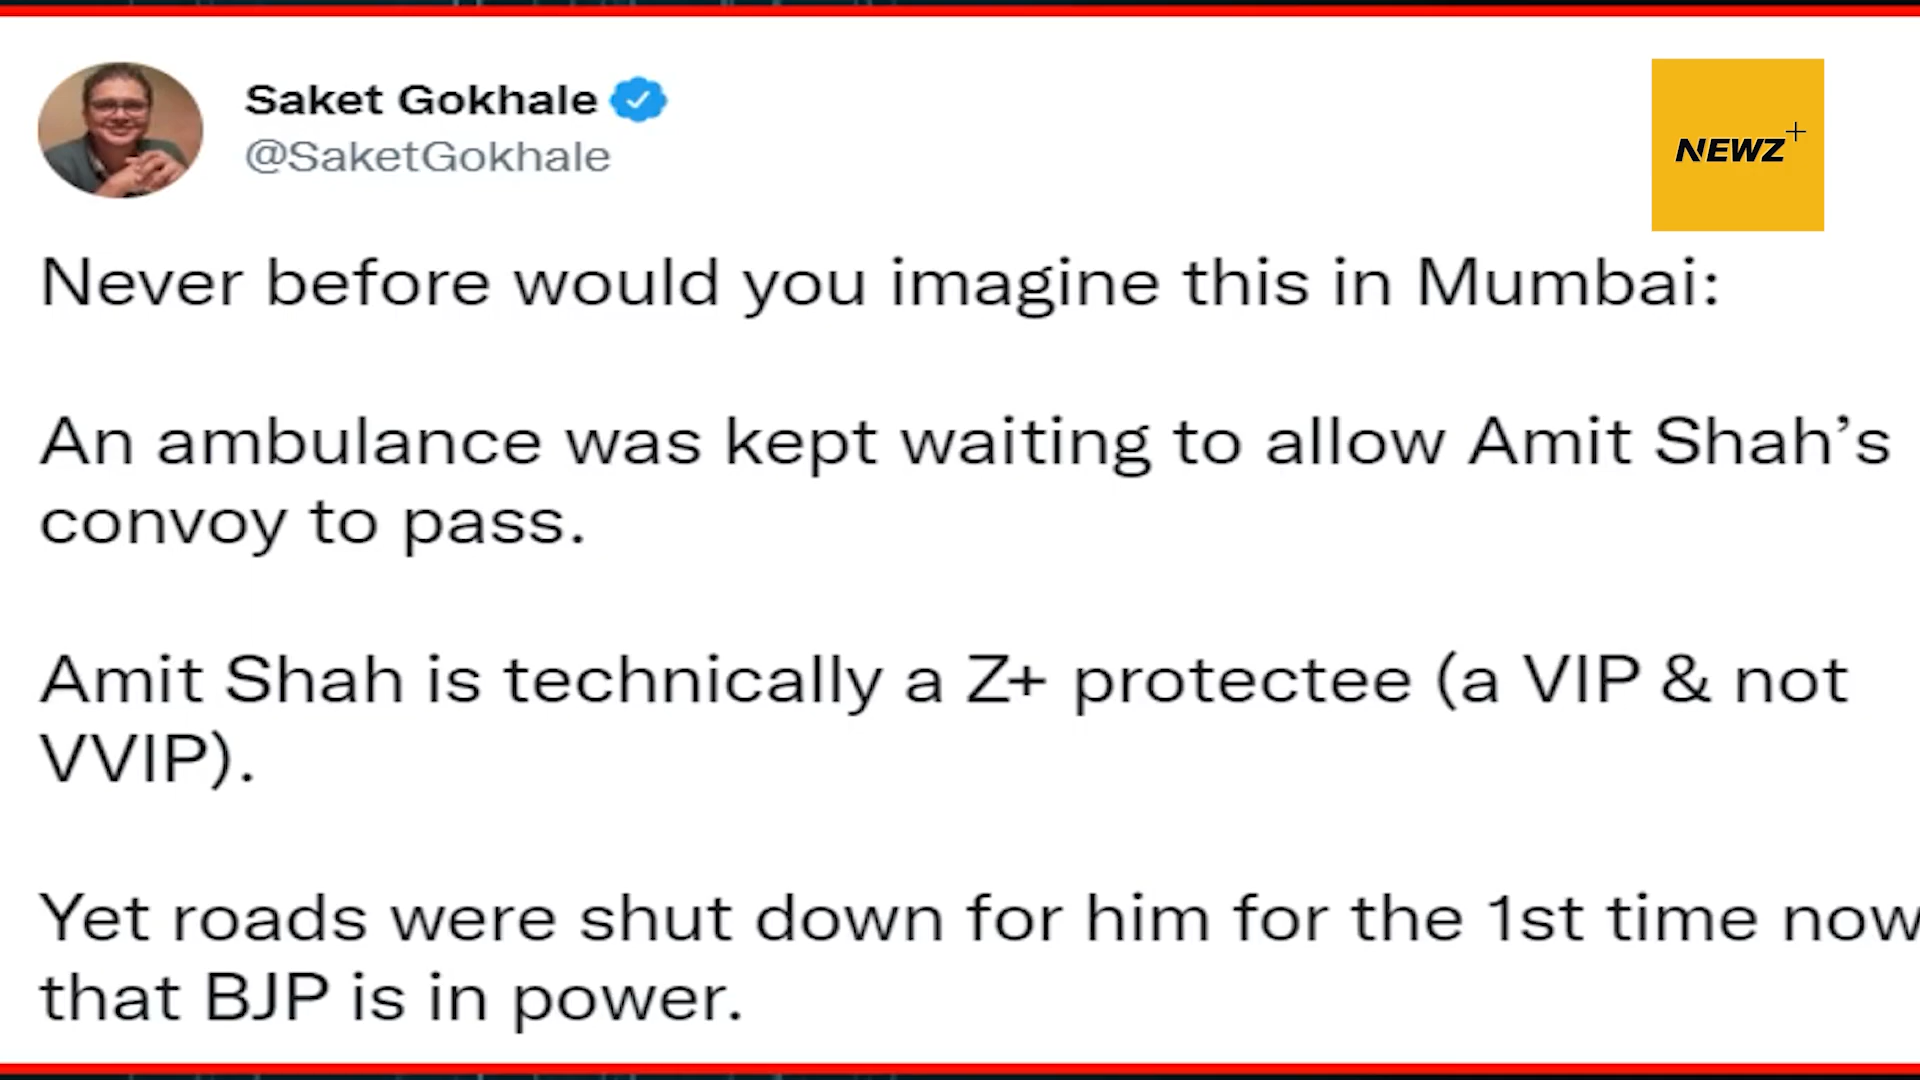 Saket Gokhale
@SaketGokhale
NEWZ+
Never before would you imagine this in Mumbai:
An ambulance was kept waiting to allow Amit Shah’s
convoy to pass.
Amit Shah is technically a Z+ protectee (a VIP & not
VVIP).
Yet roads were shut down for him for the 1st time now
that BJP is in power.